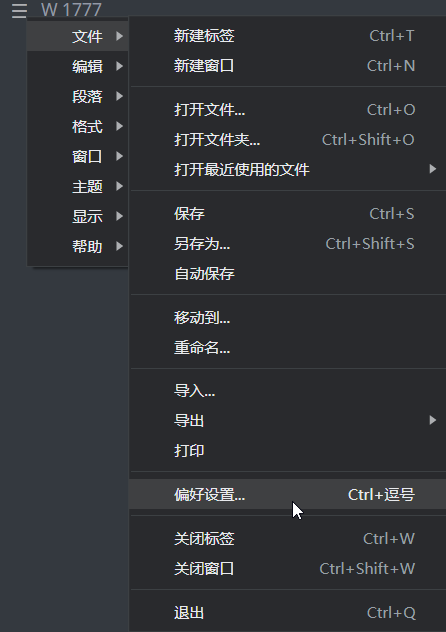 W 1777
文件
编辑
段落
格式
窗口
主题
显示
帮助
新建标签 Ctrl+T
新建窗口 Ctrl+N
打开文件... Ctrl+O
打开文件夹... Ctrl+Shift+O
打开最近使用的文件
保存 Ctrl+S
另存为... Ctrl+Shift+S
自动保存
移动到...
重命名...
导入...
导出
打印
偏好设置... Ctrl+逗号
关闭标签 Ctrl+W
关闭窗口 Ctrl+Shift+W
退出 Ctrl+Q